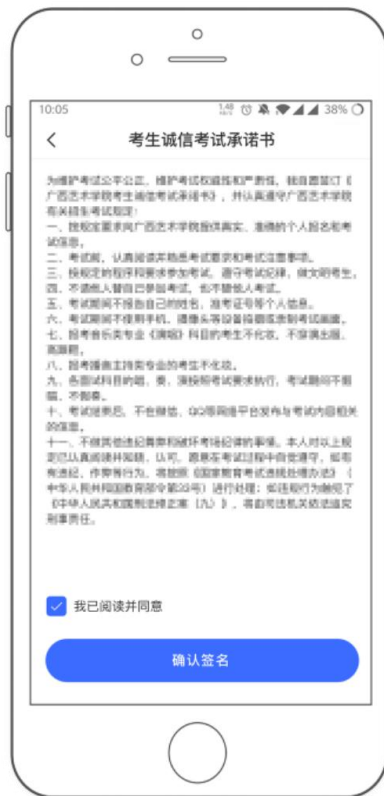 10:05
38%
考生诚信考试承诺书
为维护考试公平公正，维护考试权威性和严肃性，我自愿签订《
广西艺术学院考生诚信考试承诺书》，并认真遵守广西艺术学院
有关招生考试规定：
一、按规定要求向广西艺术学院提供真实、准确的个人报名和考
试信息。
二、考试前，认真阅读并熟悉考试要求和考试注意事项。
三、按规定的程序和要求参加考试，遵守考试纪律，做文明考生。
四、不请他人替自己参加考试，也不替他人考试。
五、考试期间不报告自己的姓名、准考证号等个人信息。
六、考试期间不使用手机、摄像头等设备拍摄或录制考试画面。
七、报考音乐类专业《演唱》科目的考生不化妆，不穿演出服、
高跟鞋。
八、报考播音主持类专业的考生不化妆。
九、各面试科目的唱、奏、演按照考试要求执行，考试期间不假
唱、不假奏。
十、考试结束后，不在微信、QQ等网络平台发布与考试内容相关
的信息。
十一、不做其他违纪舞弊和破坏考场纪律的事情。本人对以上规
定已认真阅读并知晓、认可，愿意在考试过程中自觉遵守，如有
有违纪、作弊等行为，将按照《国家教育考试违规处理办法》（
中华人民共和国教育部令第33号）进行处理；如违规行为触犯了
《中华人民共和国刑法修正案（九）》，将由司法机关依法追究
刑事责任。
我已阅读并同意
确认签名